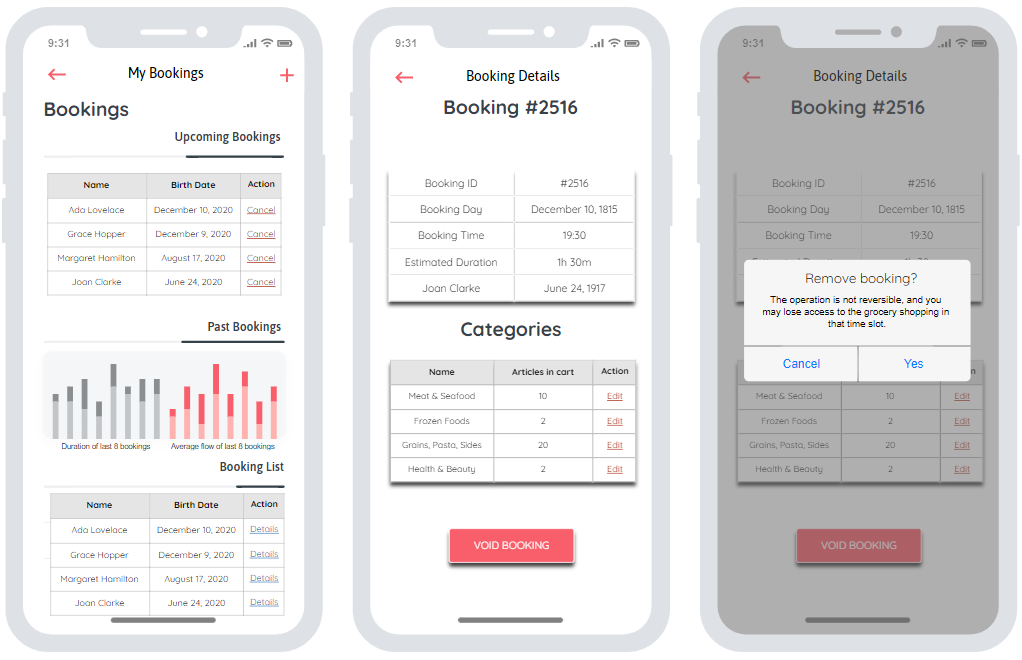 9:31
My Bookings
Bookings
Upcoming Bookings
Name Birth Date Action
Ada Lovelace December 10, 2020 Cancel
Grace Hopper December 9, 2020 Cancel
Margaret Hamilton August 17, 2020 Cancel
Joan Clarke June 24, 2020 Cancel
Past Bookings
Duration of last 8 bookings Average flow of last 8 bookings
Booking List
Name Birth Date Action
Ada Lovelace December 10, 2020 Details
Grace Hopper December 9, 2020 Details
Margaret Hamilton August 17, 2020 Details
Joan Clarke June 24, 2020 Details
9:31
Booking Details
Booking #2516
Booking ID #2516
Booking Day December 10, 1815
Booking Time 19:30
Estimated Duration 1h 30m
Joan Clarke June 24, 1917
Categories
Name Articles in cart Action
Meat & Seafood 10 Edit
Frozen Foods 2 Edit
Grains, Pasta, Sides 20 Edit
Health & Beauty 2 Edit
VOID BOOKING
9:31
Booking Details
Booking #2516
Booking ID #2516
Booking Day December 10, 1815
Booking Time 19:30
Remove booking?
The operation is not reversible, and you
may lose access to the grocery shopping in
that time slot.
Cancel Yes
Meat & Seafood 10 Edit
Frozen Foods 2 Edit
Grains, Pasta, Sides 20 Edit
Health & Beauty 2 Edit
VOID BOOKING